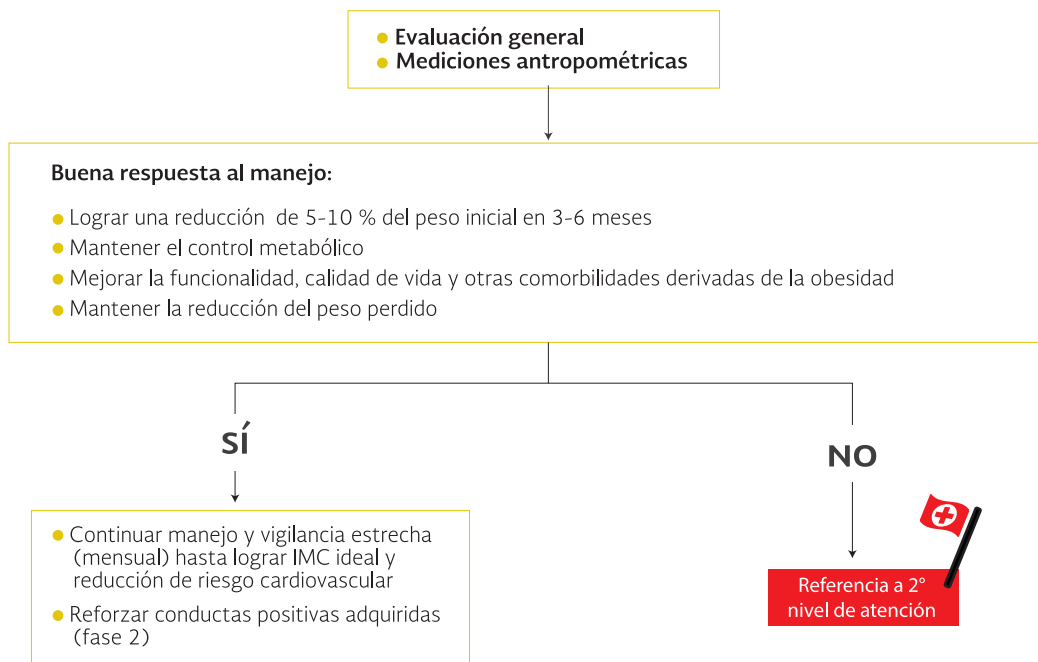 ● Evaluación general
● Mediciones antropométricas
Buena respuesta al manejo:
● Lograr una reducción de 5-10 % del peso inicial en 3-6 meses
● Mantener el control metabólico
● Mejorar la funcionalidad, calidad de vida y otras comorbilidades derivadas de la obesidad
● Mantener la reducción del peso perdido
SÍ
NO
● Continuar manejo y vigilancia estrecha
(mensual) hasta lograr IMC ideal y
reducción de riesgo cardiovascular
● Reforzar conductas positivas adquiridas
(fase 2)
Referencia a 2°
nivel de atención